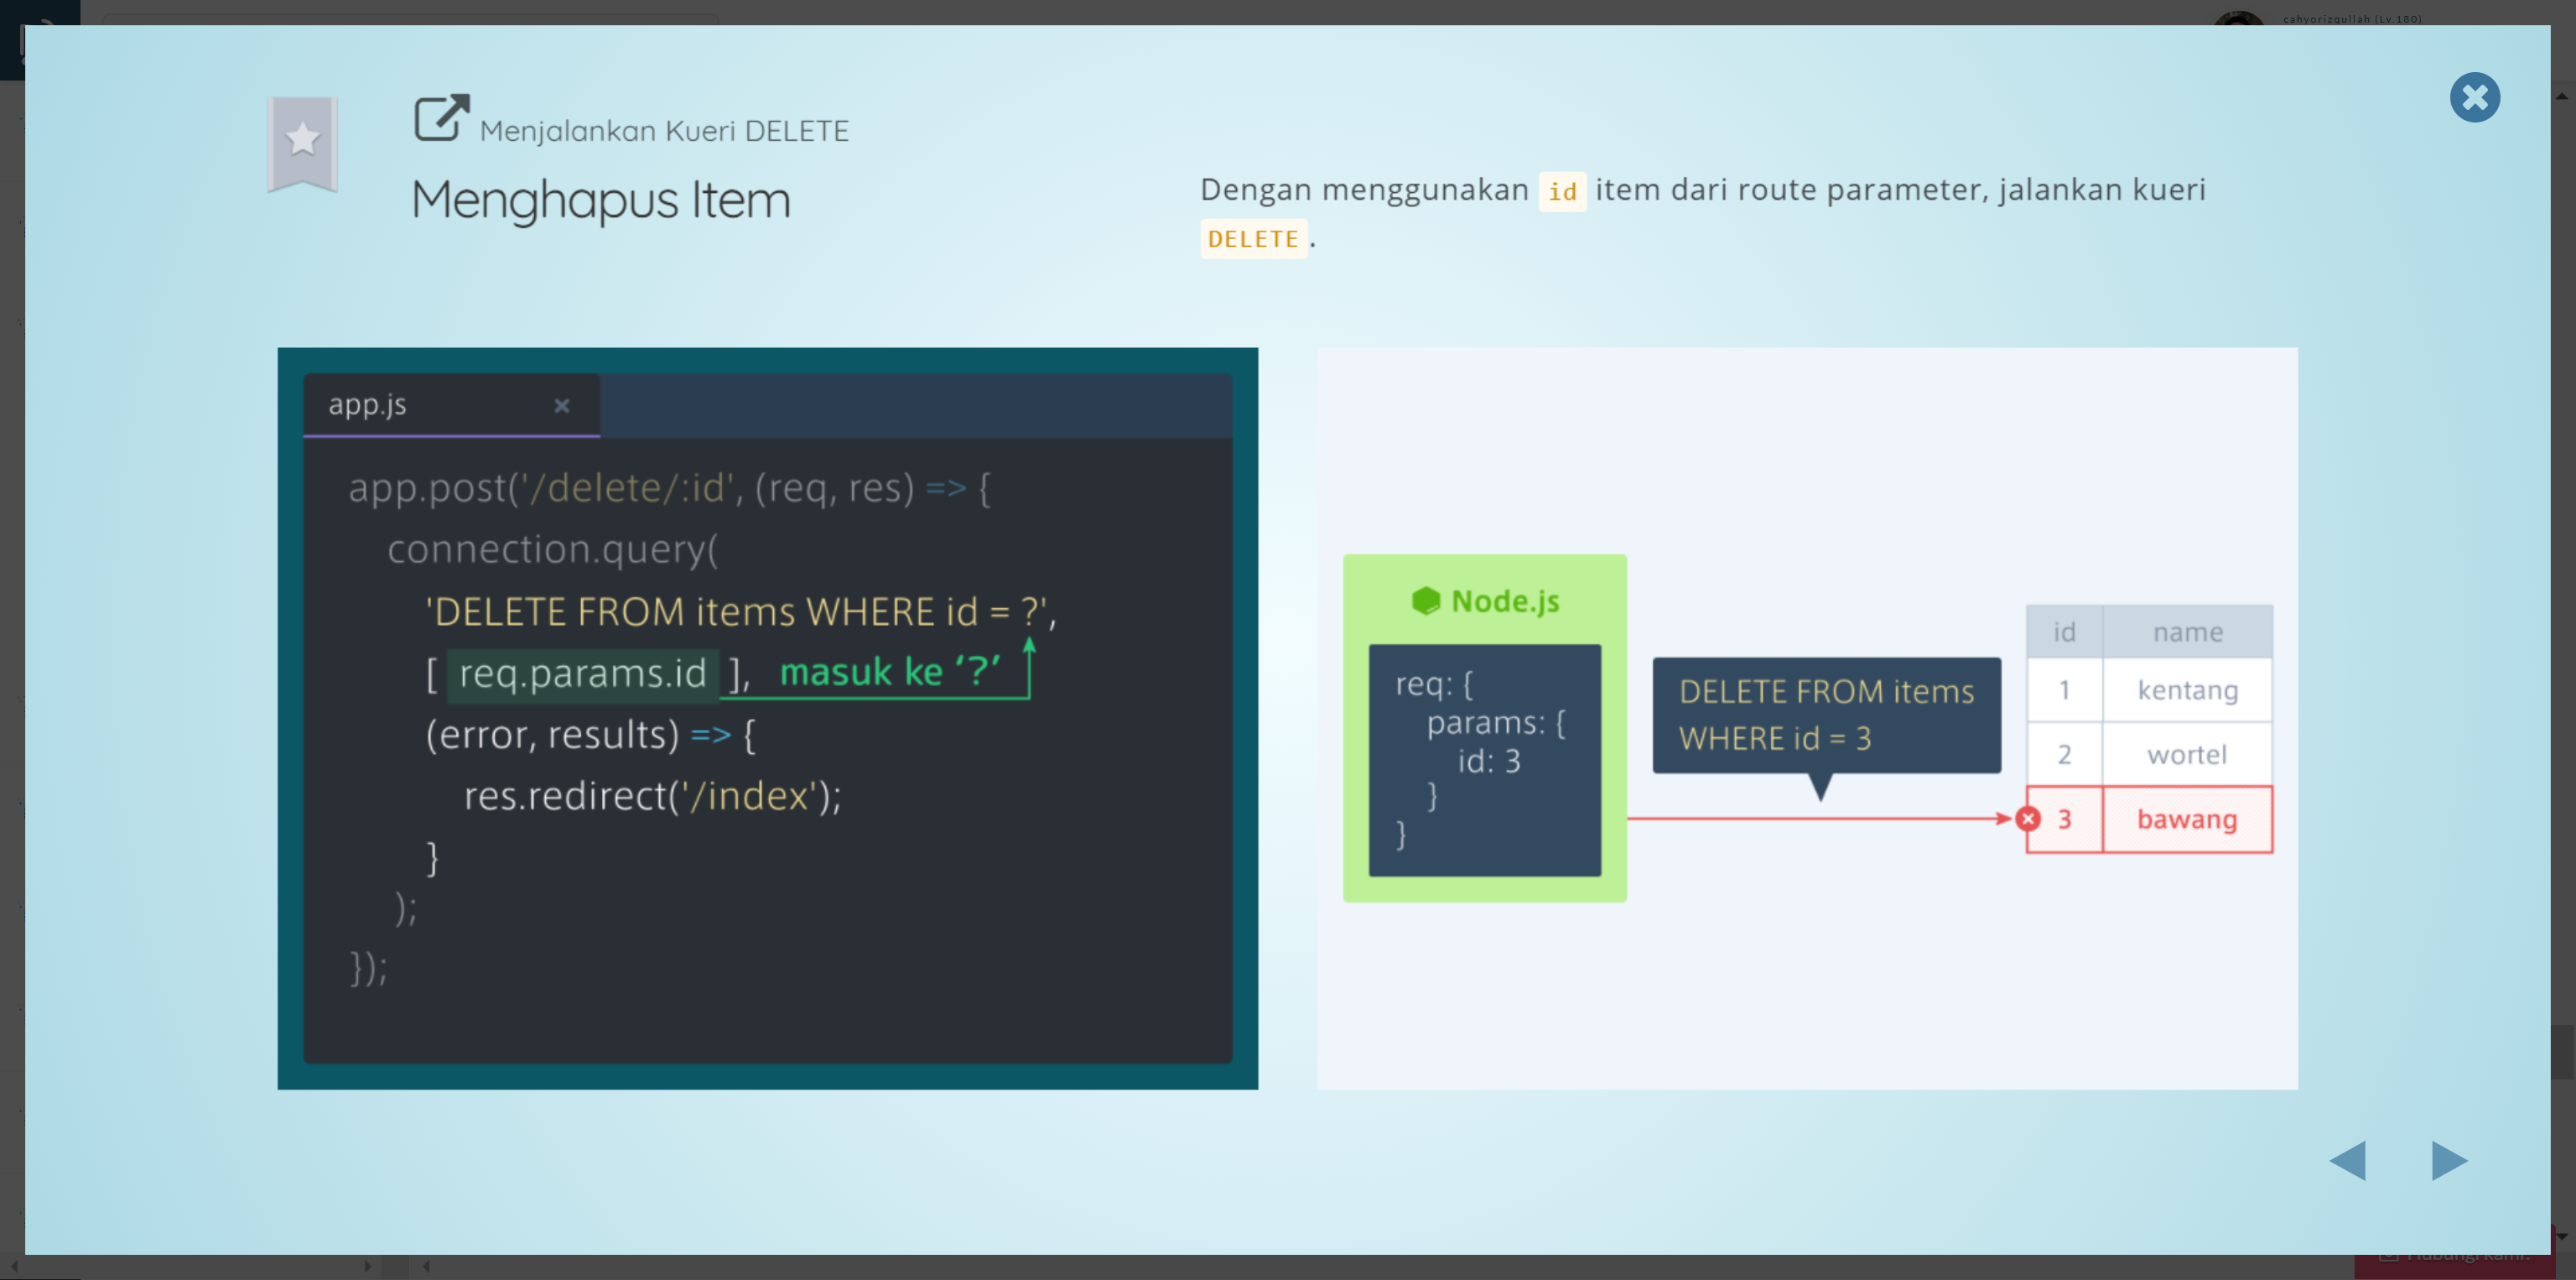 cahyorizqullah (Lv.180)
Menjalankan Kueri DELETE
Menghapus Item
Dengan menggunakan id item dari route parameter, jalankan kueri
DELETE.
app.js
app.post('/delete/:id', (req, res) => {
connection.query(
'DELETE FROM items WHERE id = ?',
[ req.params.id ], masuk ke ‘?’
(error, results) => {
res.redirect('/index');
}
);
});
Node.js
req: {
params: {
id: 3
}
}
DELETE FROM items
WHERE id = 3
id name
1 kentang
2 wortel
3 bawang